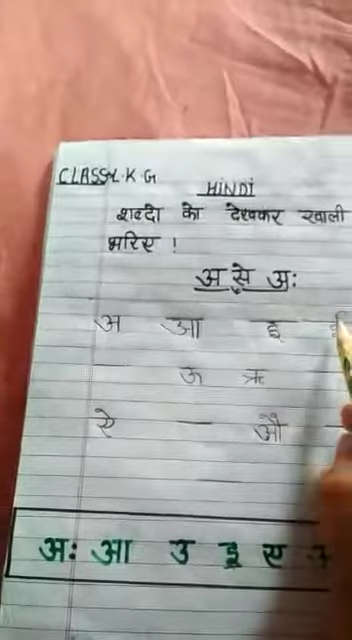 CLASS-L.K.G
HINDI
शब्दो को देखकर खाली
भरिए !
अ से अः
अ आ इ ई
— ऊ ऋ
ऐ — औ —
—
अः आ उ इ ए